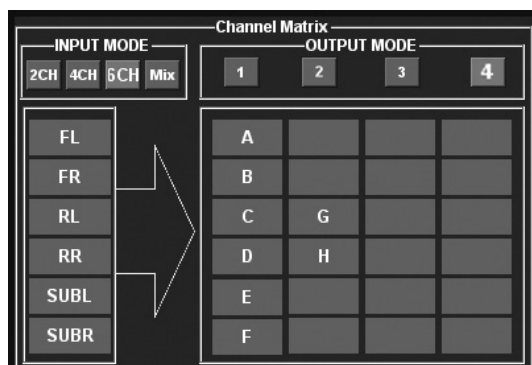 Channel Matrix
INPUT MODE
OUTPUT MODE
2CH 4CH 6CH Mix
1 2 3 4
FL
A
FR
B
RL
C G
RR
D H
SUBL
E
SUBR
F